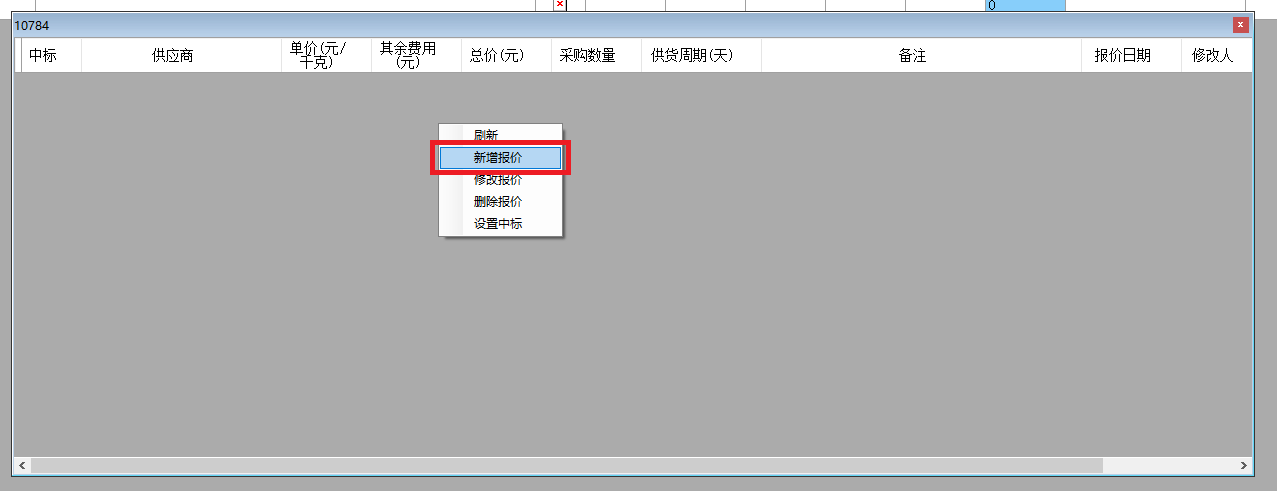 0
10784
中标
供应商
单价(元/
千克)
其余费用
(元)
总价(元)
采购数量
供货周期(天)
备注
报价日期
修改人
刷新
新增报价
修改报价
删除报价
设置中标